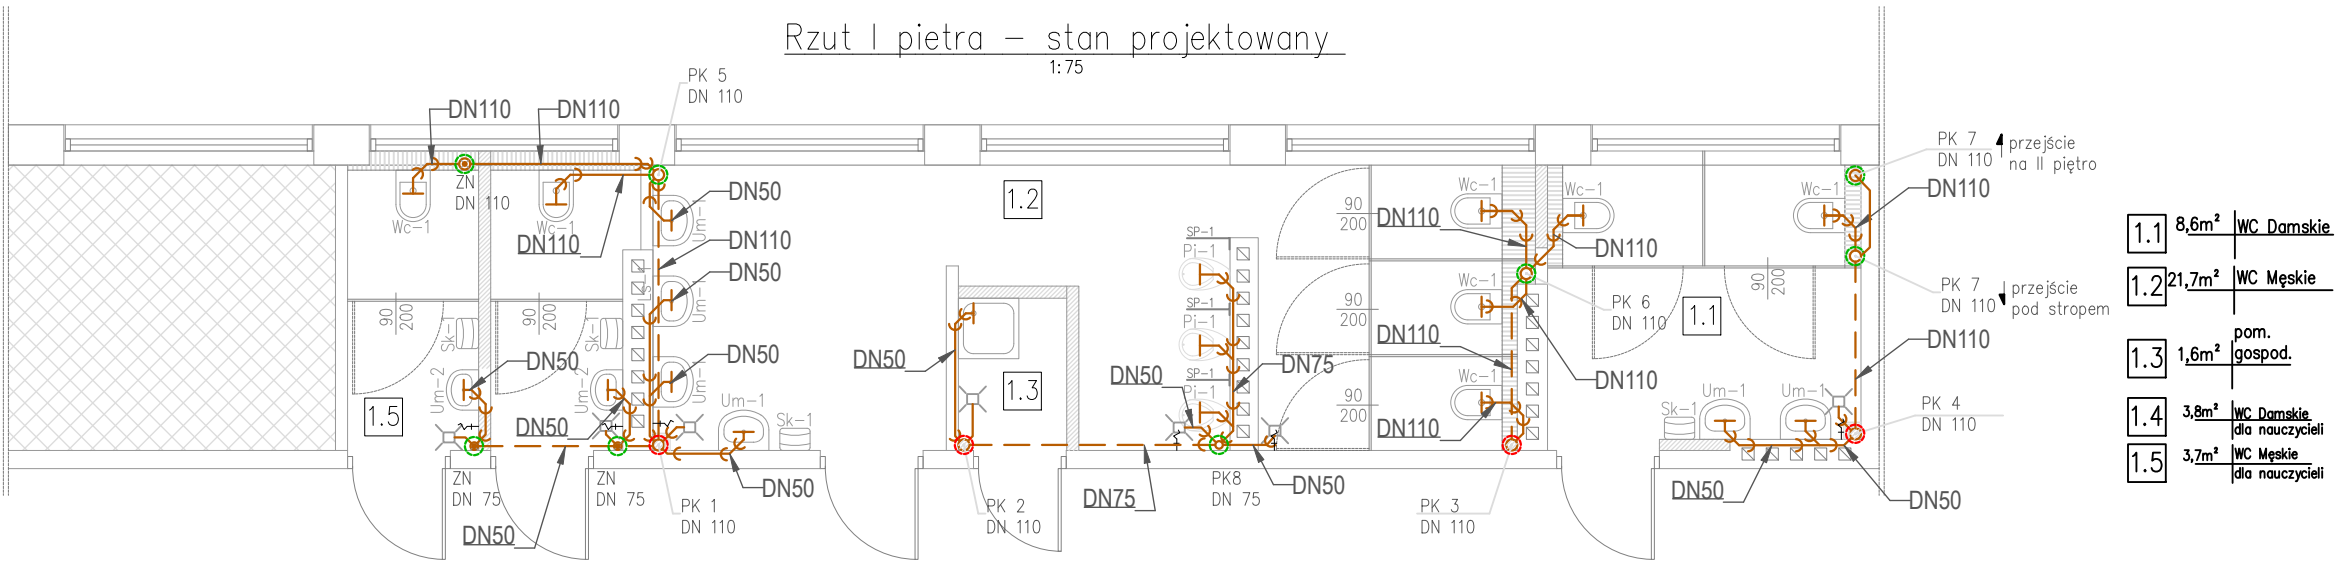 Rzut I pietra – stan projektowany
1:75
PK 5
DN 110
DN110
DN110
ZN
DN 110
Wc-1
Wc-1
DN110
Um-1
DN50
DN110
DN50
Um-1
DN50
Um-1
LS-1
90
200
90
200
Sk-1
Sk-1
DN50
Um-2
Um-2
1.5
DN50
ZN
DN 75
ZN
DN 75
DN50
PK 1
DN 110
Um-1
Sk-1
DN50
1.2
DN50
1.3
PK 2
DN 110
DN75
SP-1
Pi-1
SP-1
Pi-1
SP-1
Pi-1
DN50
DN75
PK8
DN 75
DN50
90
200
90
200
90
200
Wc-1
DN110
Wc-1
DN110
Wc-1
DN110
PK 3
DN 110
Wc-1
DN110
PK 6
DN 110
DN110
1.1
90
200
Wc-1
Sk-1
Um-1
Um-1
DN50
DN50
PK 7
DN 110
przejście
na II piętro
DN110
PK 7
DN 110
przejście
pod stropem
DN110
PK 4
DN 110
1.1 8,6m² WC Damskie
1.2 21,7m² WC Męskie
1.3 1,6m² pom.
gospod.
1.4 3,8m² WC Damskie
dla nauczycieli
1.5 3,7m² WC Męskie
dla nauczycieli